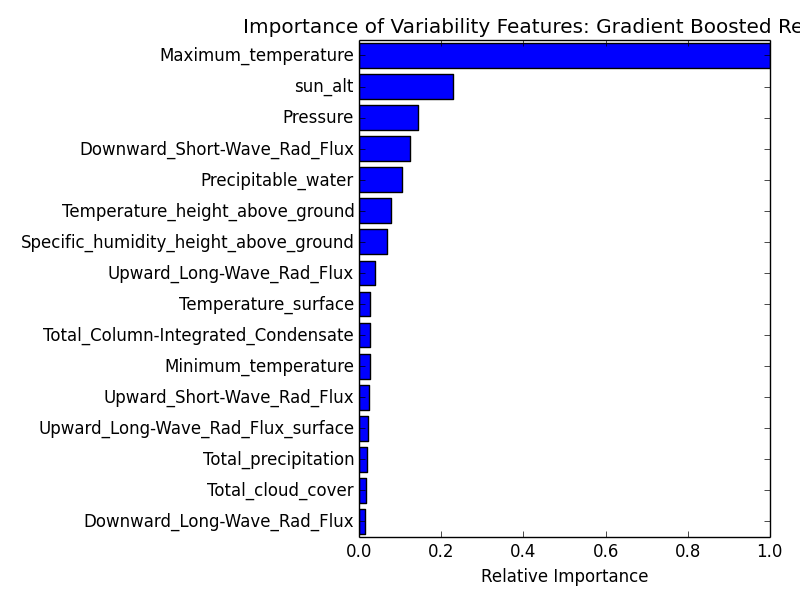 Importance of Variability Features: Gradient Boosted Re
Maximum_temperature
sun_alt
Pressure
Downward_Short-Wave_Rad_Flux
Precipitable_water
Temperature_height_above_ground
Specific_humidity_height_above_ground
Upward_Long-Wave_Rad_Flux
Temperature_surface
Total_Column-Integrated_Condensate
Minimum_temperature
Upward_Short-Wave_Rad_Flux
Upward_Long-Wave_Rad_Flux_surface
Total_precipitation
Total_cloud_cover
Downward_Long-Wave_Rad_Flux
0.0 0.2 0.4 0.6 0.8 1.0
Relative Importance